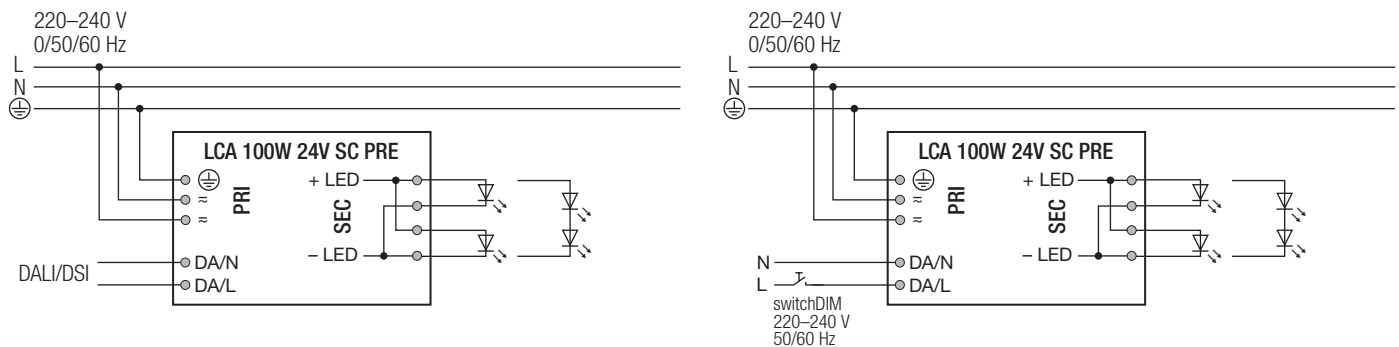 220–240 V
0/50/60 Hz
L
N
LCA 100W 24V SC PRE
PRI
≂
≂
+ LED
SEC
– LED
DALI/DSI
DA/N
DA/L
220–240 V
0/50/60 Hz
L
N
LCA 100W 24V SC PRE
PRI
≂
≂
+ LED
SEC
– LED
N
L
DA/N
DA/L
switchDIM
220–240 V
50/60 Hz